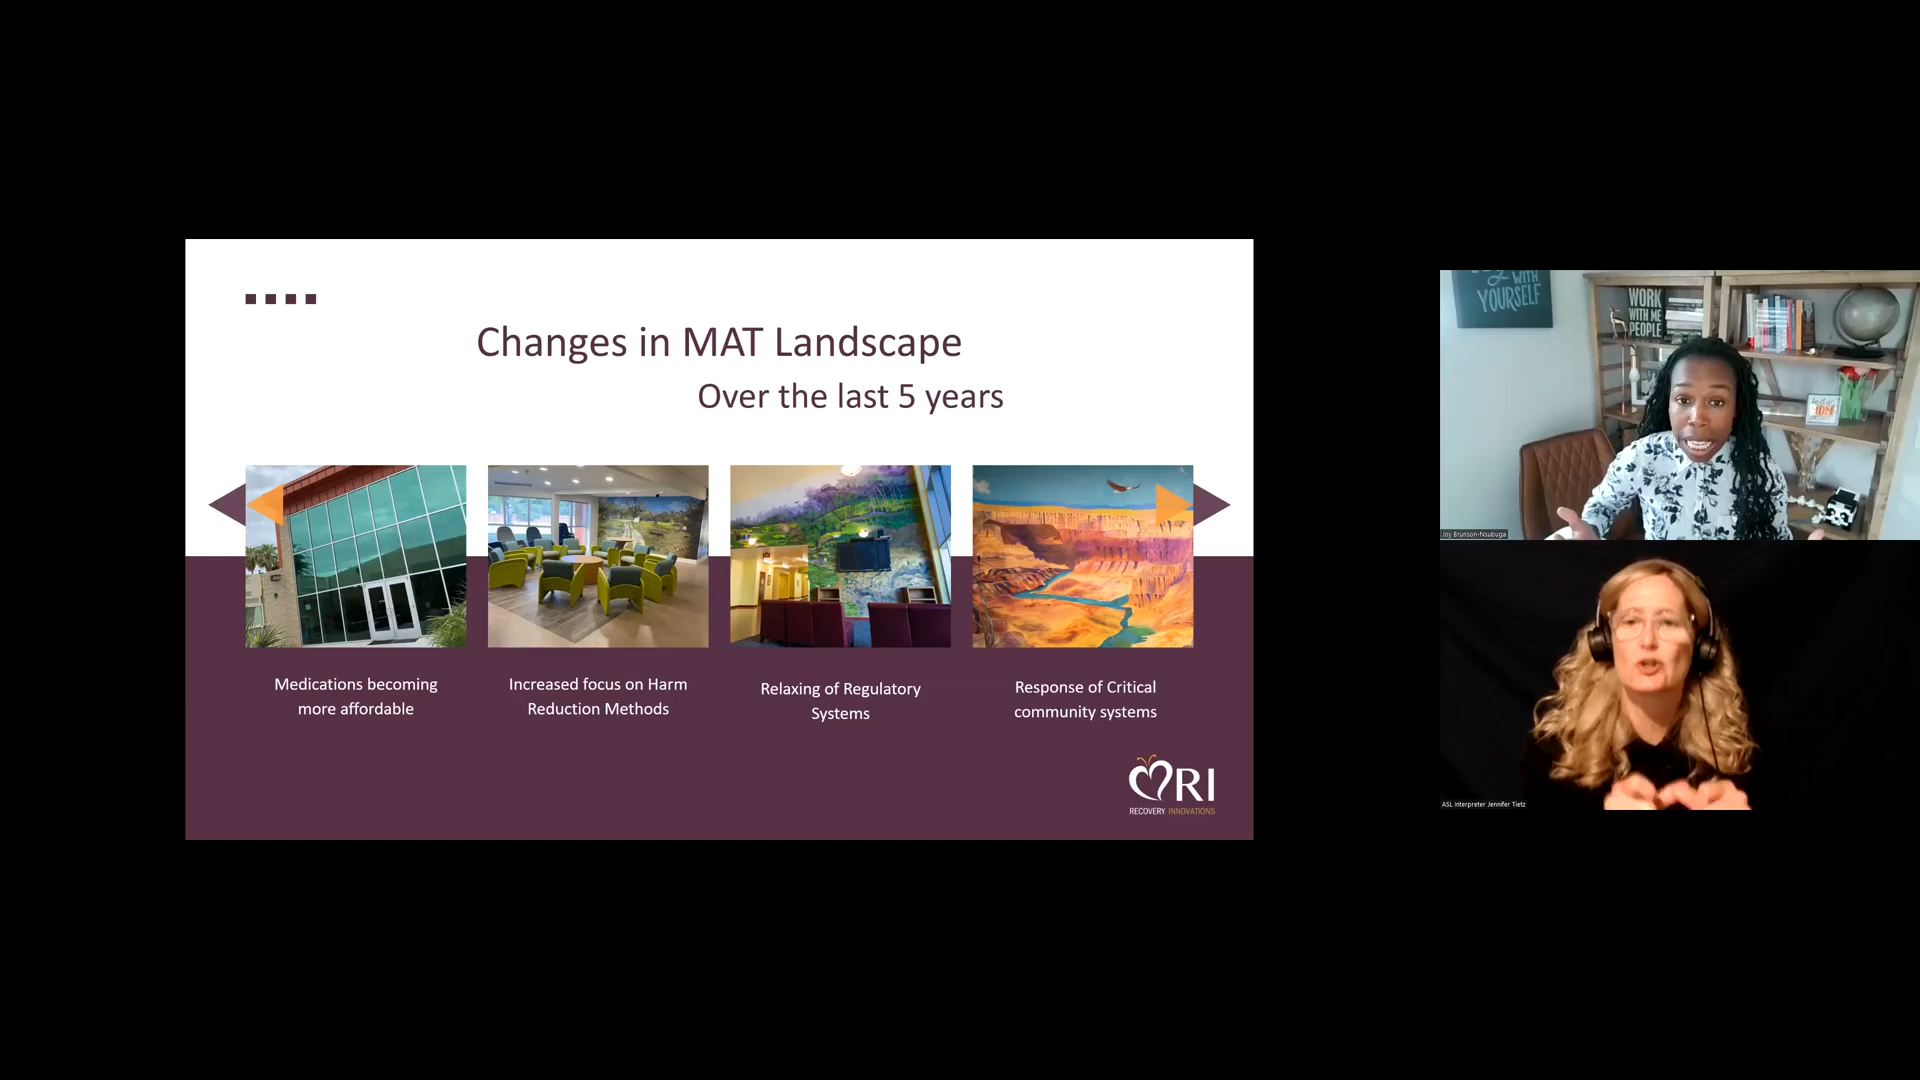 Changes in MAT Landscape
Over the last 5 years
Medications becoming
more affordable
Increased focus on Harm
Reduction Methods
Relaxing of Regulatory
Systems
Response of Critical
community systems
RI
RECOVERY INNOVATIONS
WITH
YOURSELF
WORK
WITH ME
PEOPLE
Joy Brunson-Nsubuga
ASL Interpreter Jennifer Tietz